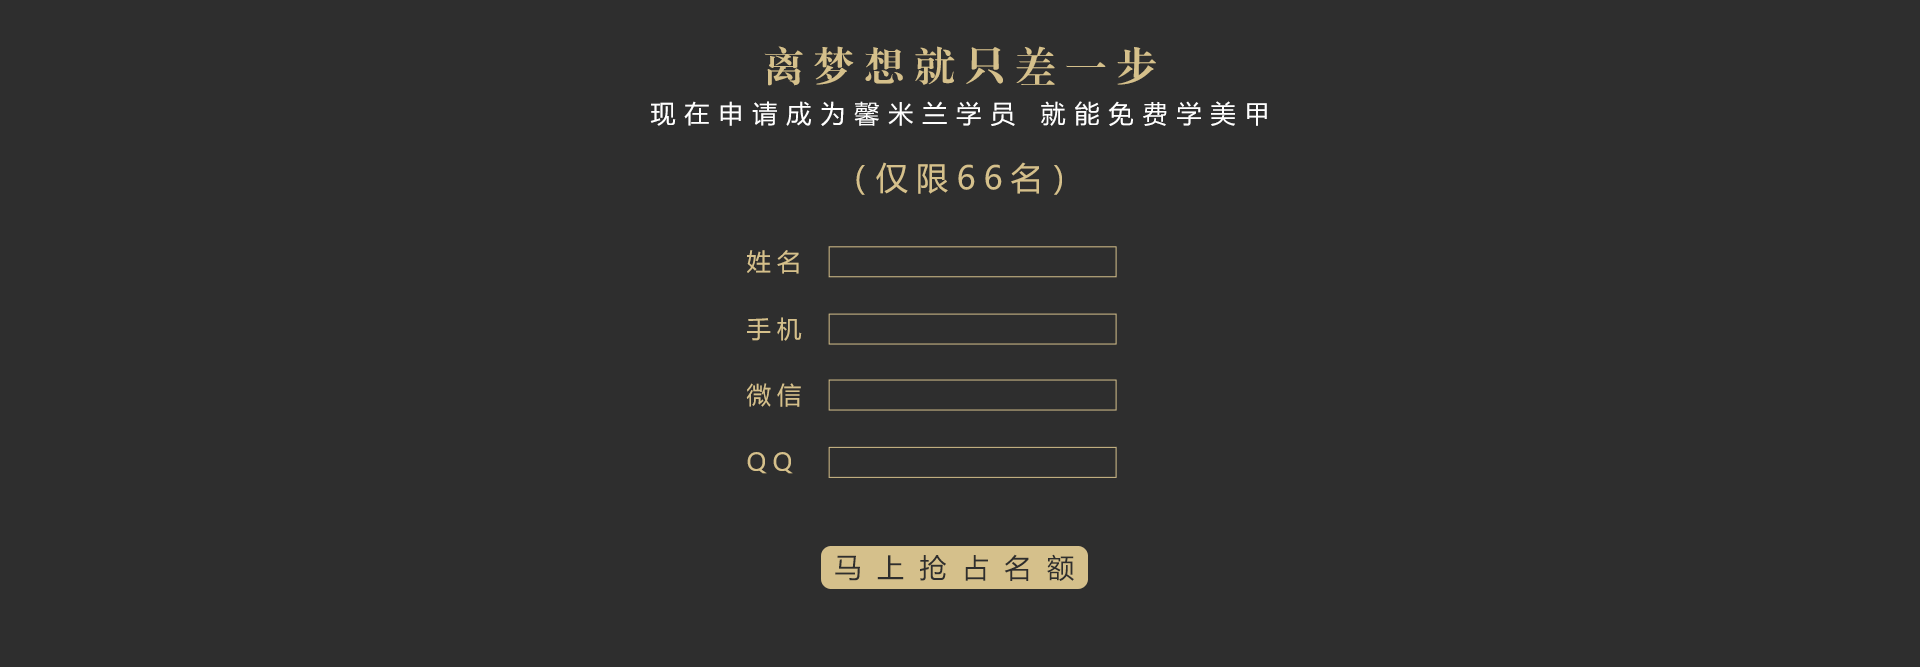 离梦想就只差一步
现在申请成为馨米兰学员 就能免费学美甲
(仅限66名)
姓名
手机
微信
QQ
马上抢占名额